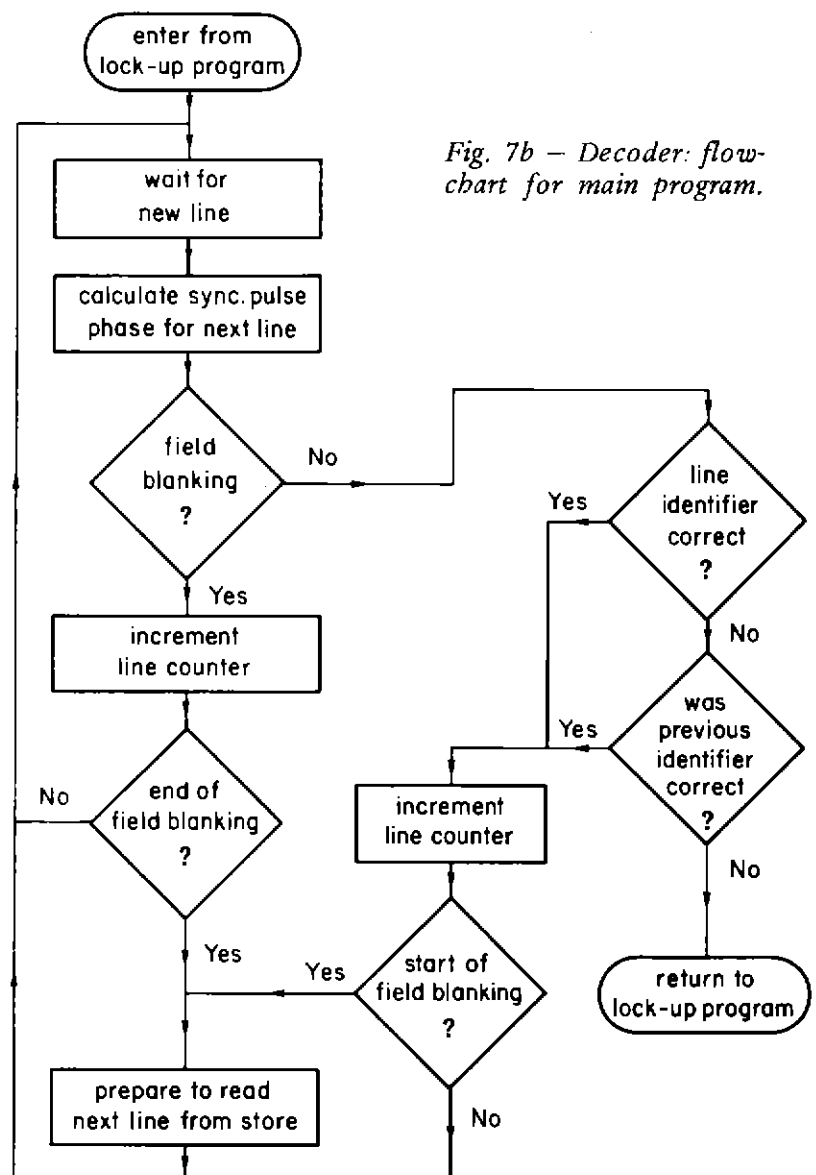 enter from
lock-up program
Fig. 7b — Decoder: flow-
chart for main program.
wait for
new line
calculate sync. pulse
phase for next line
field
blanking
?
No
Yes
line
identifier
correct
?
Yes
No
increment
line counter
was
previous
identifier
correct
?
Yes
No
end of
field blanking
?
No
Yes
increment
line counter
start of
field blanking
?
Yes
No
return to
lock-up program
prepare to read
next line from store